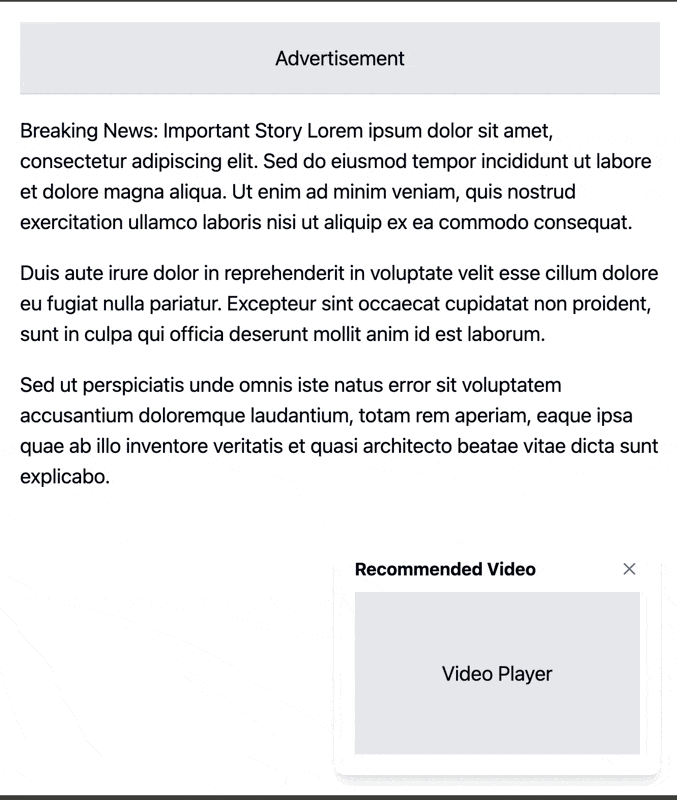 Advertisement
Breaking News: Important Story Lorem ipsum dolor sit amet,
consectetur adipiscing elit. Sed do eiusmod tempor incididunt ut labore
et dolore magna aliqua. Ut enim ad minim veniam, quis nostrud
exercitation ullamco laboris nisi ut aliquip ex ea commodo consequat.
Duis aute irure dolor in reprehenderit in voluptate velit esse cillum dolore
eu fugiat nulla pariatur. Excepteur sint occaecat cupidatat non proident,
sunt in culpa qui officia deserunt mollit anim id est laborum.
Sed ut perspiciatis unde omnis iste natus error sit voluptatem
accusantium doloremque laudantium, totam rem aperiam, eaque ipsa
quae ab illo inventore veritatis et quasi architecto beatae vitae dicta sunt
explicabo.
Recommended Video
Video Player